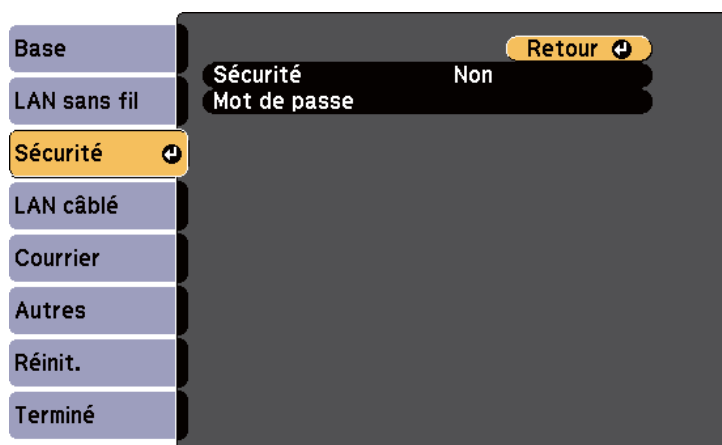 Base
LAN sans fil
Sécurité
LAN câblé
Courrier
Autres
Réinit.
Terminé
Retour
Sécurité Non
Mot de passe